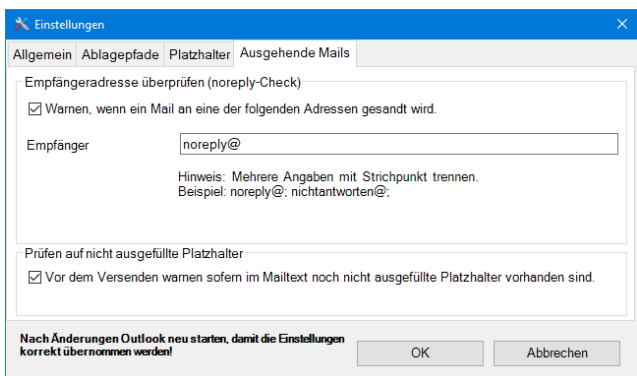 Einstellungen
Allgemein Ablagepfade Platzhalter Ausgehende Mails
Empfängeradresse überprüfen (noreply-Check)
Warnen, wenn ein Mail an eine der folgenden Adressen gesandt wird.
Empfänger noreply@
Hinweis: Mehrere Angaben mit Strichpunkt trennen.
Beispiel: noreply@; nichtantworten@;
Prüfen auf nicht ausgefüllte Platzhalter
Vor dem Versenden warnen sofern im Mailtext noch nicht ausgefüllte Platzhalter vorhanden sind.
Nach Änderungen Outlook neu starten, damit die Einstellungen
korrekt übernommen werden!
OK Abbrechen